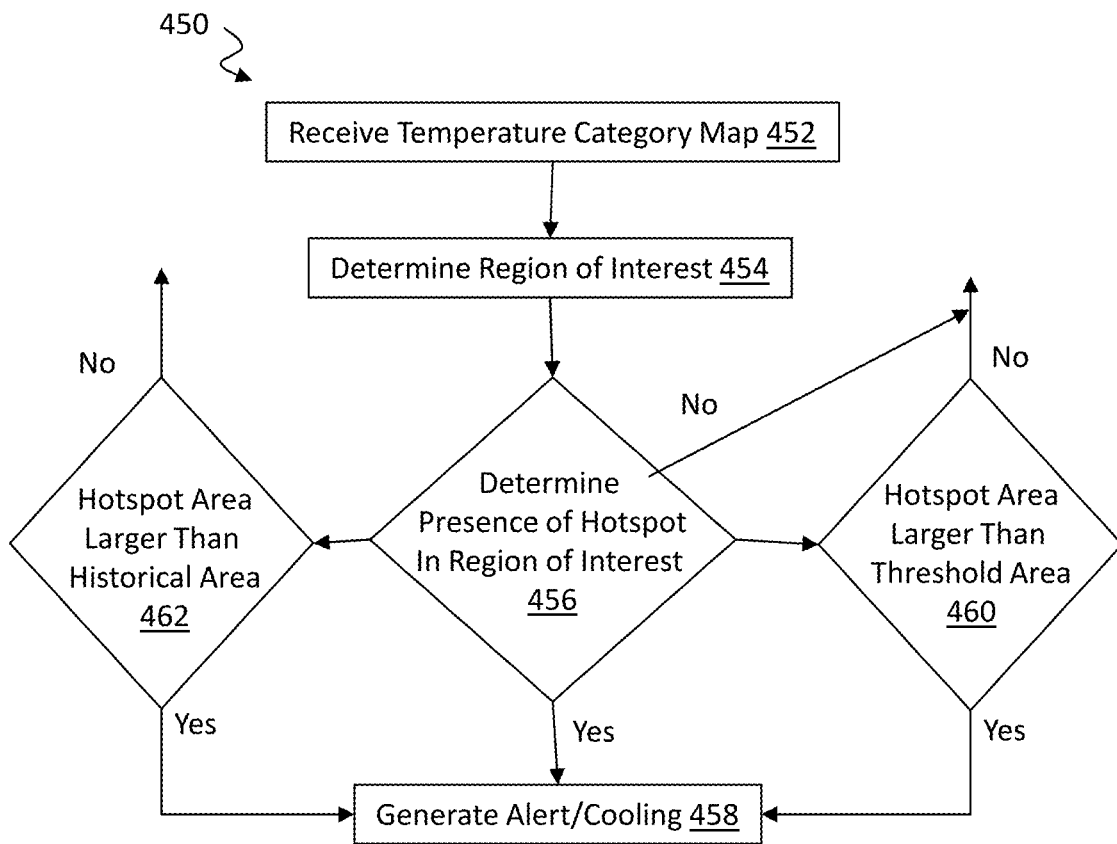 450
Receive Temperature Category Map 452
Determine Region of Interest 454
No
No
No
Hotspot Area
Larger Than
Historical Area
462
Determine
Presence of Hotspot
In Region of Interest
456
Hotspot Area
Larger Than
Threshold Area
460
Yes
Yes
Yes
Generate Alert/Cooling 458